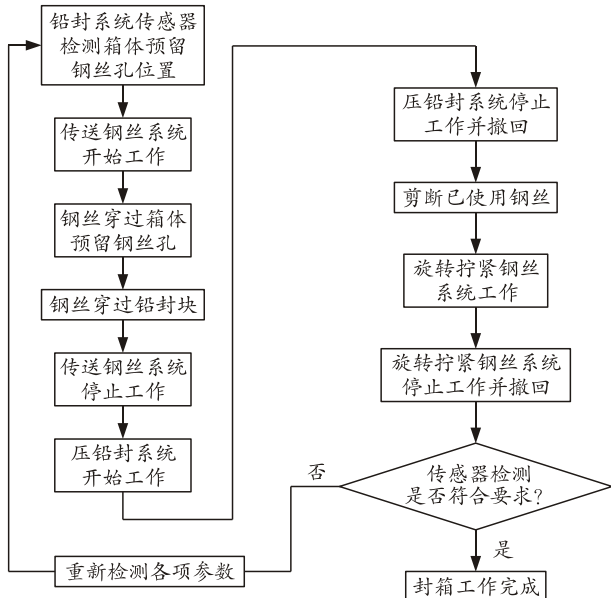 铅封系统传感器
检测箱体预留
钢丝孔位置
传送钢丝系统
开始工作
钢丝穿过箱体
预留钢丝孔
钢丝穿过铅封块
传送钢丝系统
停止工作
压铅封系统
开始工作
压铅封系统停止
工作并撤回
剪断已使用钢丝
旋转拧紧钢丝
系统工作
旋转拧紧钢丝系统
停止工作并撤回
传感器检测
是否符合要求?
否
重新检测各项参数
是
封箱工作完成